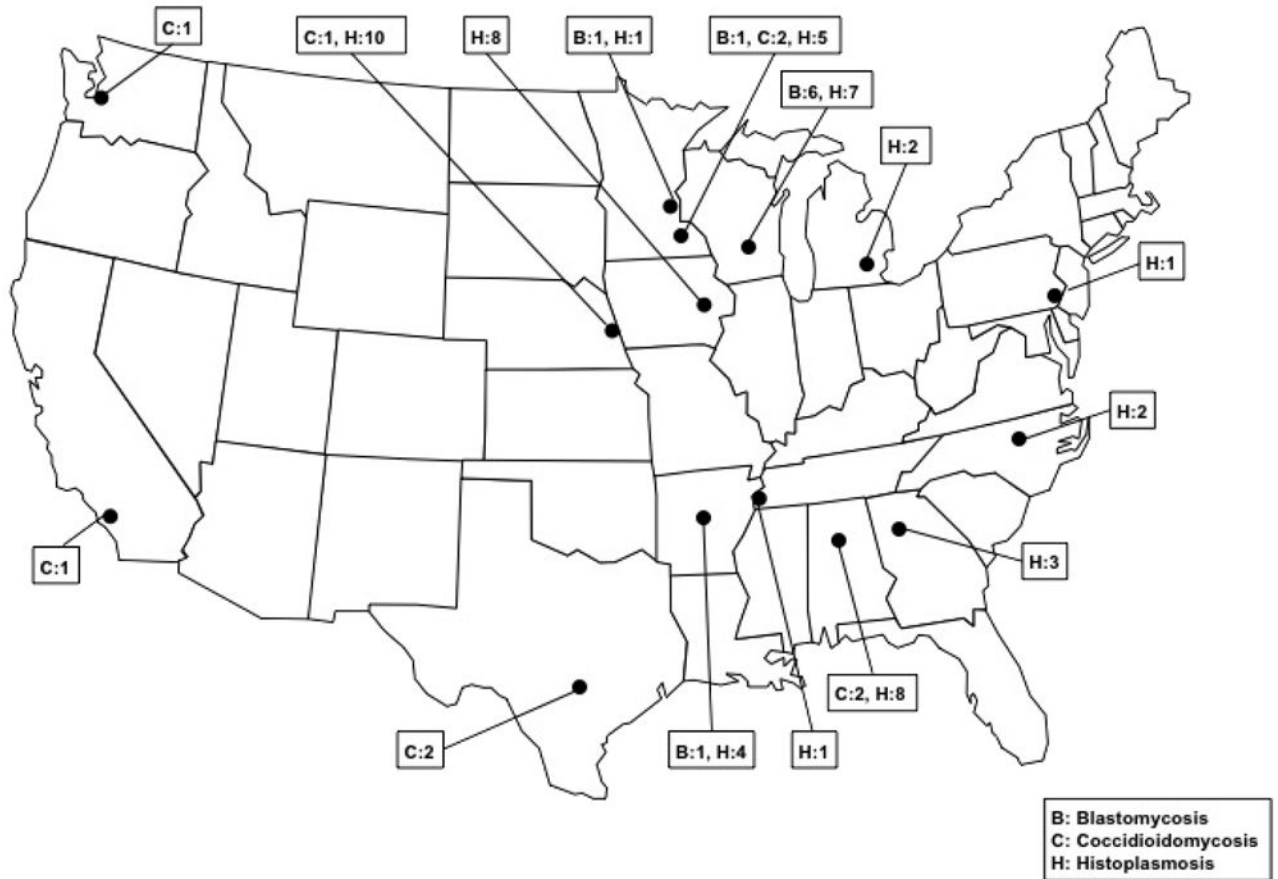 C:1
C:1, H:10
H:8
B:1, H:1
B:1, C:2, H:5
B:6, H:7
H:2
H:1
H:2
H:3
C:1
C:2, H:8
C:2
B:1, H:4
H:1
B: Blastomycosis
C: Coccidioidomycosis
H: Histoplasmosis